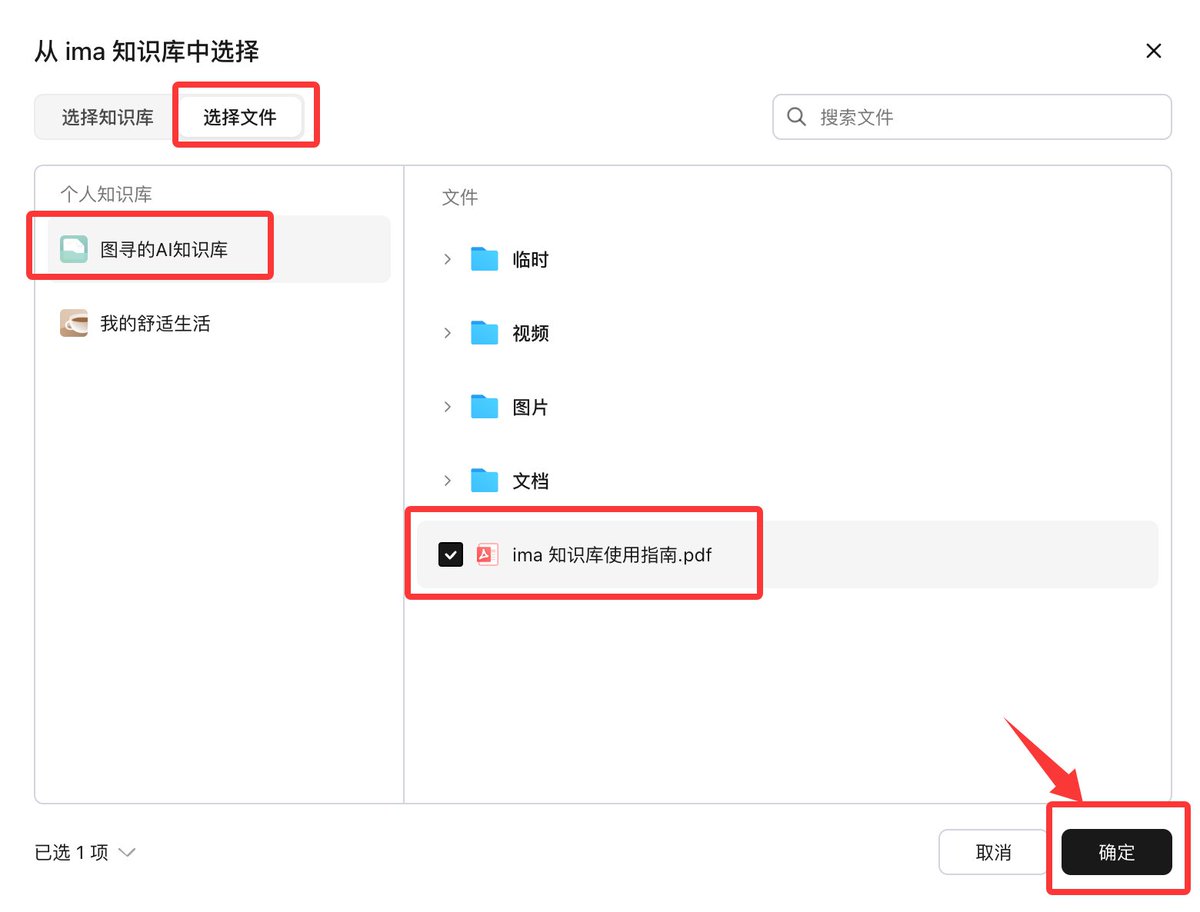 从 ima 知识库中选择
选择知识库
选择文件
搜索文件
个人知识库
图寻的AI知识库
我的舒适生活
文件
临时
视频
图片
文档
ima 知识库使用指南.pdf
已选 1 项
取消
确定